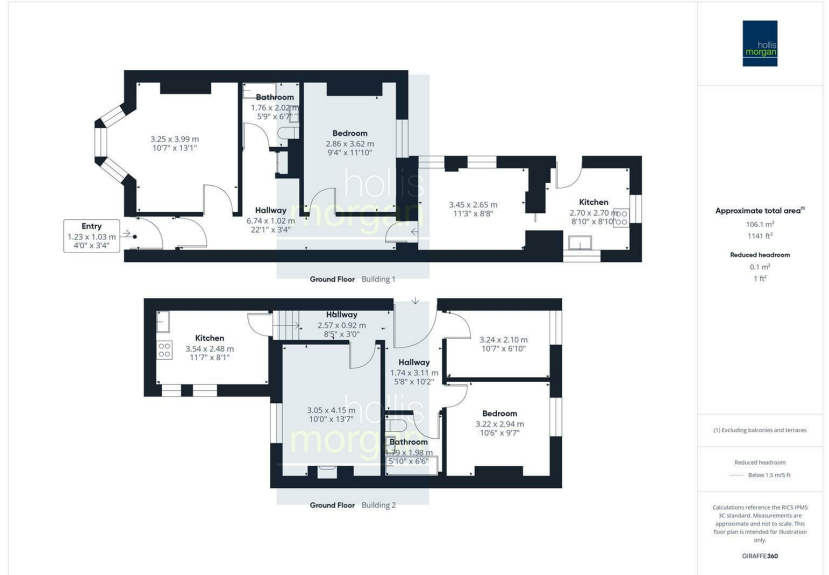 hollis
morgan
3.25 x 3.99 m
10'7" x 13'1"
Bathroom
1.76 x 2.02 m
5'9" x 6'7"
Bedroom
2.86 x 3.62 m
9'4" x 11'10"
3.45 x 2.65 m
11'3" x 8'8"
Kitchen
2.70 x 2.70 m
8'10" x 8'10"
Entry
1.23 x 1.03 m
4'0" x 3'4"
Hallway
6.74 x 1.02 m
22'1" x 3'4"
hollis
morgan
Ground Floor Building 1
Kitchen
3.54 x 2.48 m
11'7" x 8'1"
Hallway
2.57 x 0.92 m
8'5" x 3'0"
Hallway
1.74 x 3.11 m
5'8" x 10'2"
3.24 x 2.10 m
10'7" x 6'10"
3.05 x 4.15 m
10'0" x 13'7"
Bathroom
1.79 x 1.98 m
5'10" x 6'6"
Bedroom
3.22 x 2.94 m
10'6" x 9'7"
hollis
morgan
Ground Floor Building 2
Approximate total area⁽¹⁾
106.1 m²
1141 ft²
Reduced headroom
0.1 m²
1 ft²
(1) Excluding balconies and terraces
Reduced headroom
Below 1.5 m/5 ft
Calculations reference the RICS IPMS
3C standard. Measurements are
approximate and not to scale. This
floor plan is intended for illustration
only.
GIRAFFE360